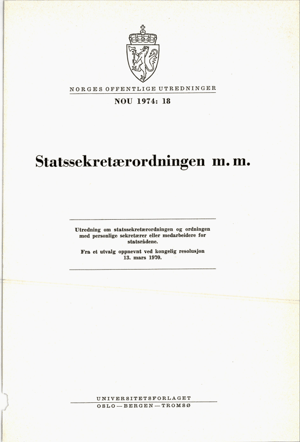 NORGES OFFENTLIGE UTREDNINGER
NOU 1974: 18
Statssekretærordningen m. m.
Utredning om statssekretærordningen og ordningen
med personlige sekretærer eller medarbeidere for
statsrådene.
Fra et utvalg oppnevnt ved kongelig resolusjon
13. mars 1970.
UNIVERSITETSFORLAGET
OSLO — BERGEN — TROMSØ